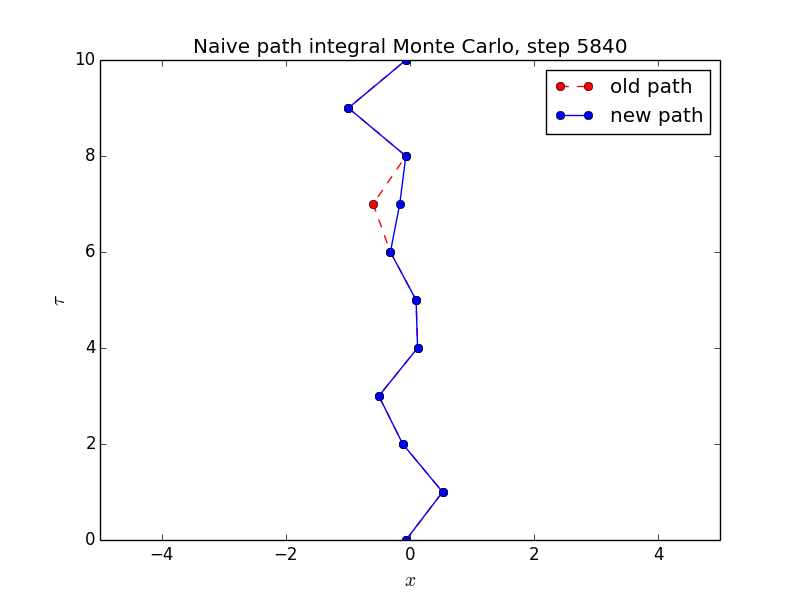 Naive path integral Monte Carlo, step 5840
old path
new path
10
8
6
4
2
0
τ
−4
−2
0
2
4
x